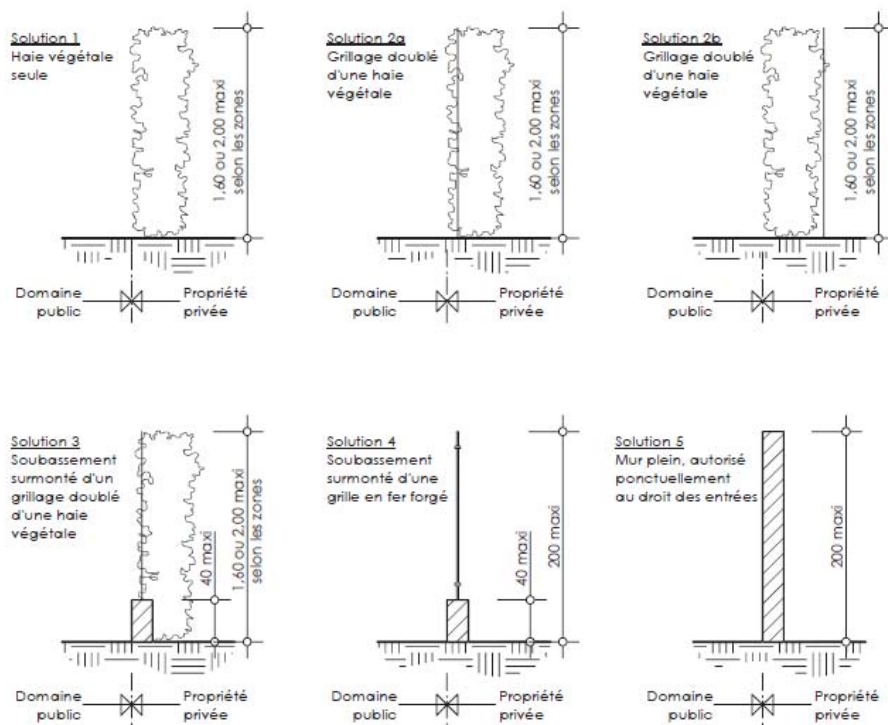 Solution 1
Haie végétale
seule
1,60 ou 2,00 maxi
selon les zones
Domaine
public
Propriété
privée
Solution 2a
Grillage doublé
d'une haie
végétale
1,60 ou 2,00 maxi
selon les zones
Domaine
public
Propriété
privée
Solution 2b
Grillage doublé
d'une haie
végétale
1,60 ou 2,00 maxi
selon les zones
Domaine
public
Propriété
privée
Solution 3
Soubassement
surmonté d'un
grillage doublé
d'une haie
végétale
40 maxi
1,60 ou 2,00 maxi
selon les zones
Domaine
public
Propriété
privée
Solution 4
Soubassement
surmonté d'une
grille en fer forgé
40 maxi
200 maxi
Domaine
public
Propriété
privée
Solution 5
Mur plein, autorisé
ponctuellement
au droit des entrées
200 maxi
Domaine
public
Propriété
privée